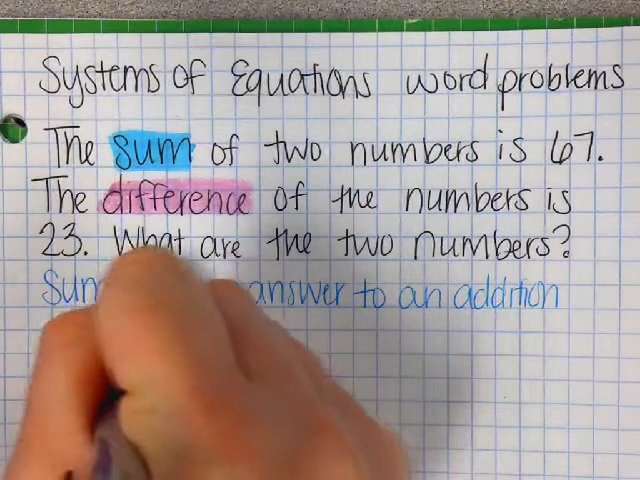 Systems of Equations word problems
The sum of two numbers is 67.
The difference of the numbers is
23. What are the two numbers?
Sum answer to an addition